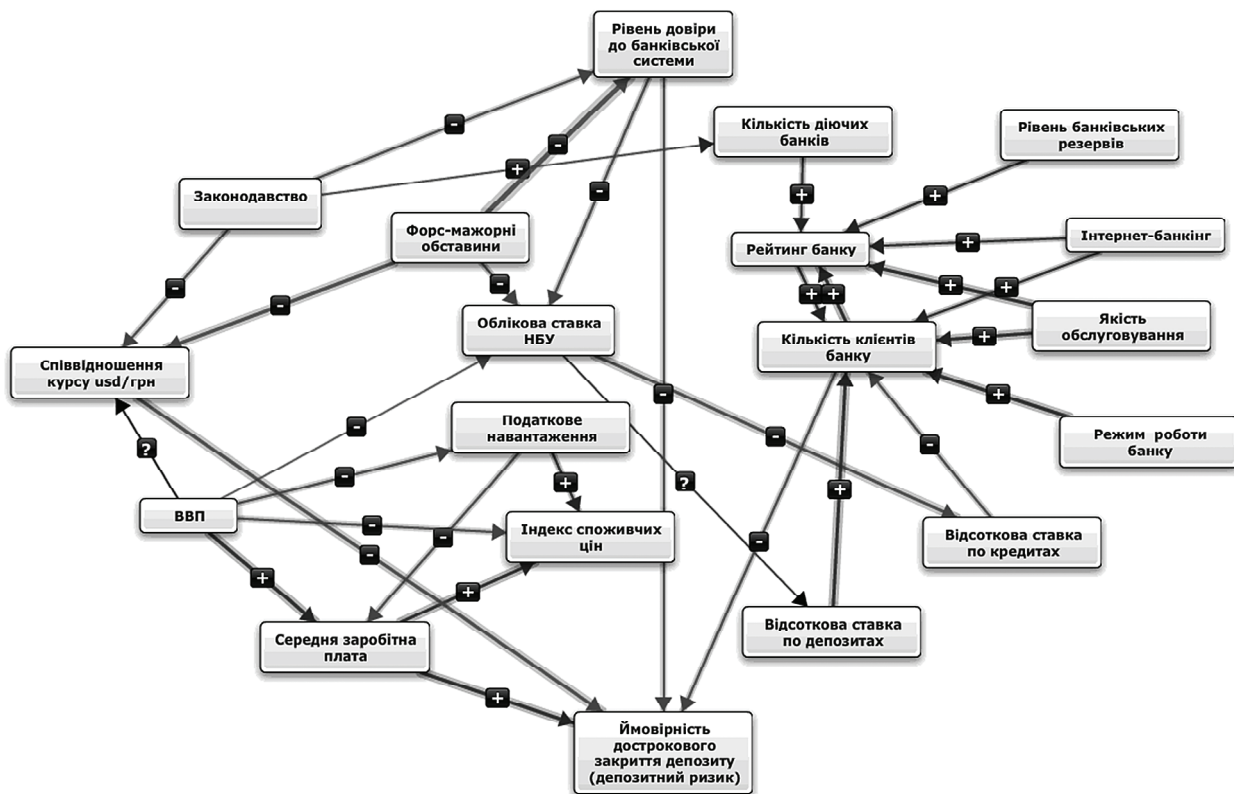 Рівень довіри
до банківської
системи
Кількість діючих
банків
Рівень банківських
резервів
Законодавство
Форс-мажорні
обставини
Рейтинг банку
Інтернет-банкінг
Облікова ставка
НБУ
Кількість клієнтів
банку
Якість
обслуговування
Співвідношення
курсу usd/грн
Податкове
навантаження
Режим роботи
банку
ВВП
Індекс споживчих
цін
Відсоткова ставка
по кредитах
Середня заробітна
плата
Відсоткова ставка
по депозитах
Ймовірність
дострокового
закриття депозиту
(депозитний ризик)
-
-
+
-
+
+
-
-
-
+
+
+
+
+
+
-
+
-
-
?
-
+
-
?
+
-
-
-
-
+
+
+